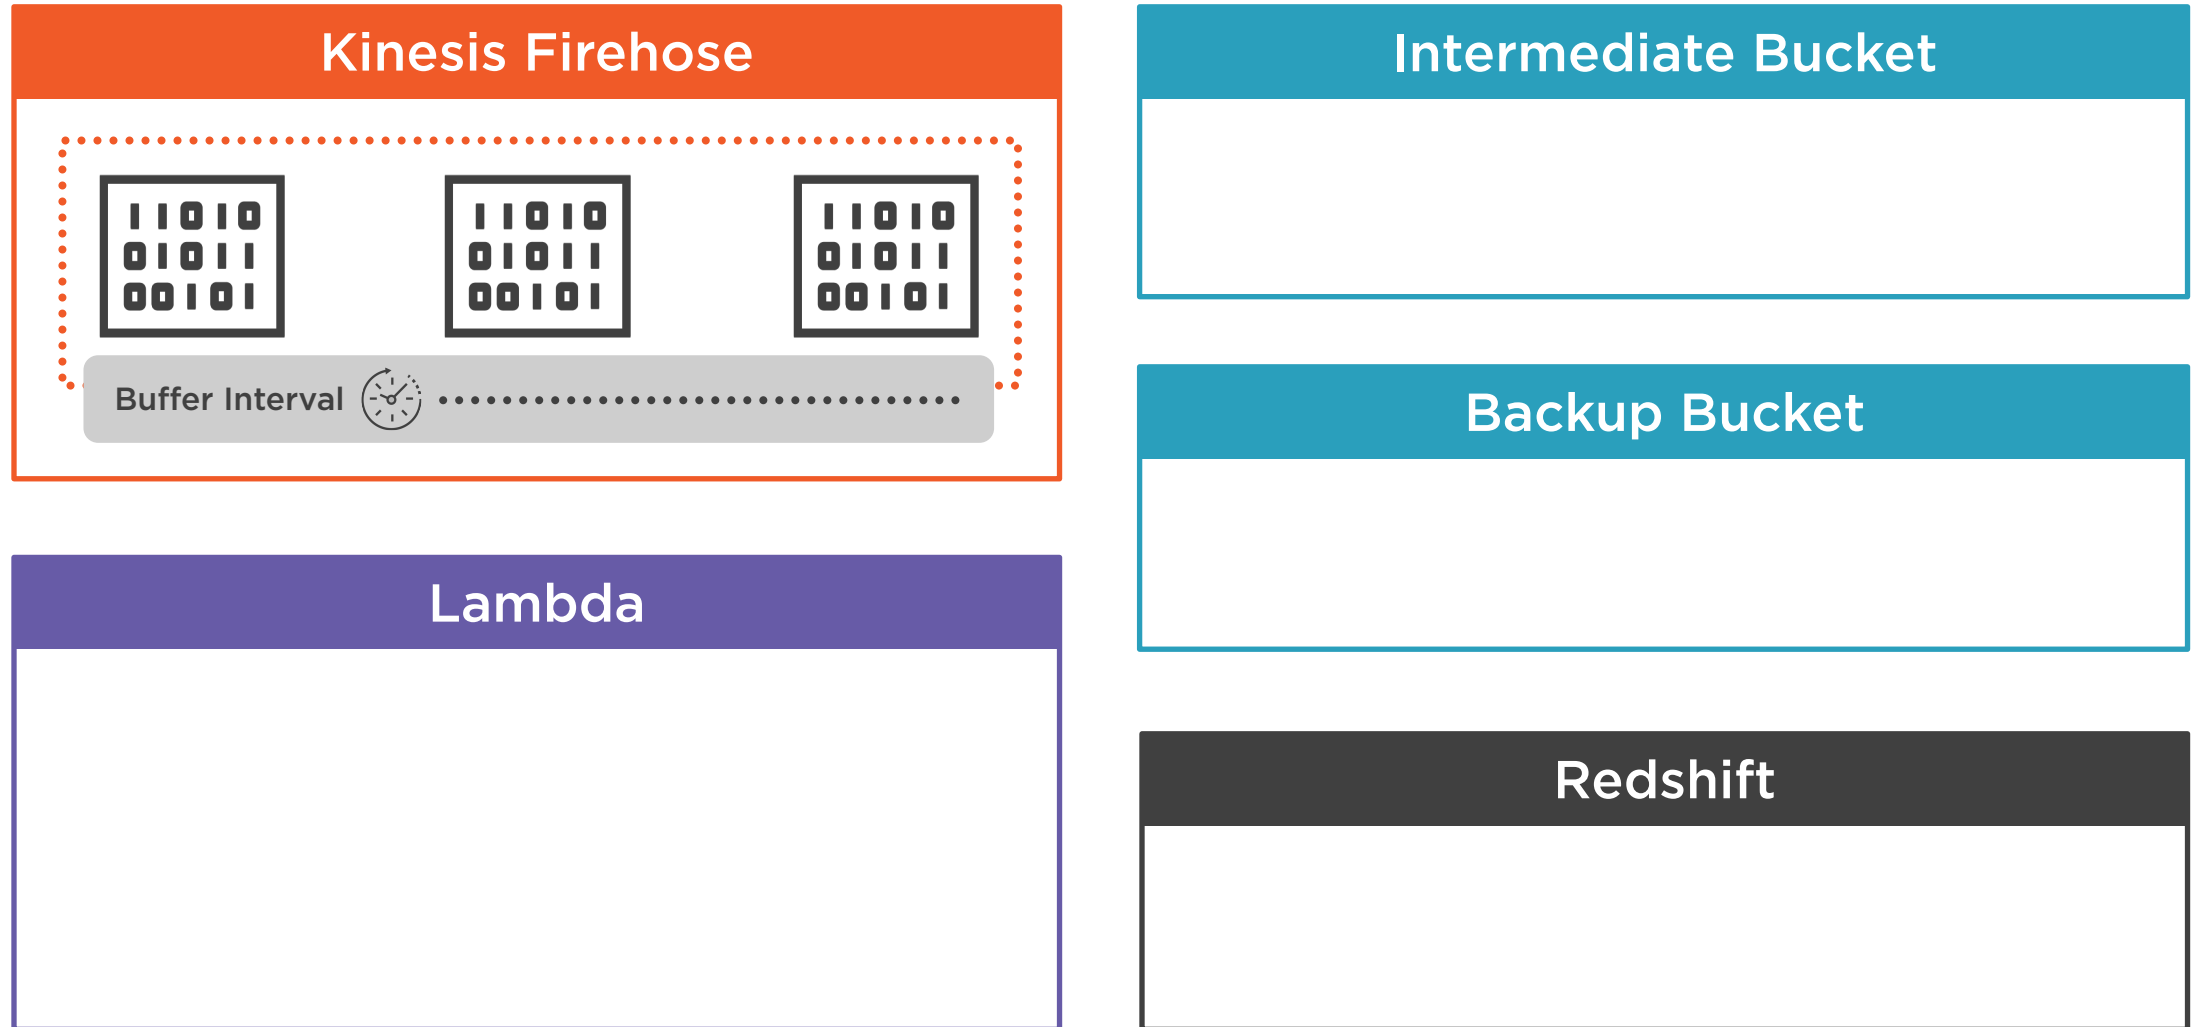 Kinesis Firehose
11010
01011
00101
11010
01011
00101
11010
01011
00101
Buffer Interval
Lambda
Intermediate Bucket
Backup Bucket
Redshift